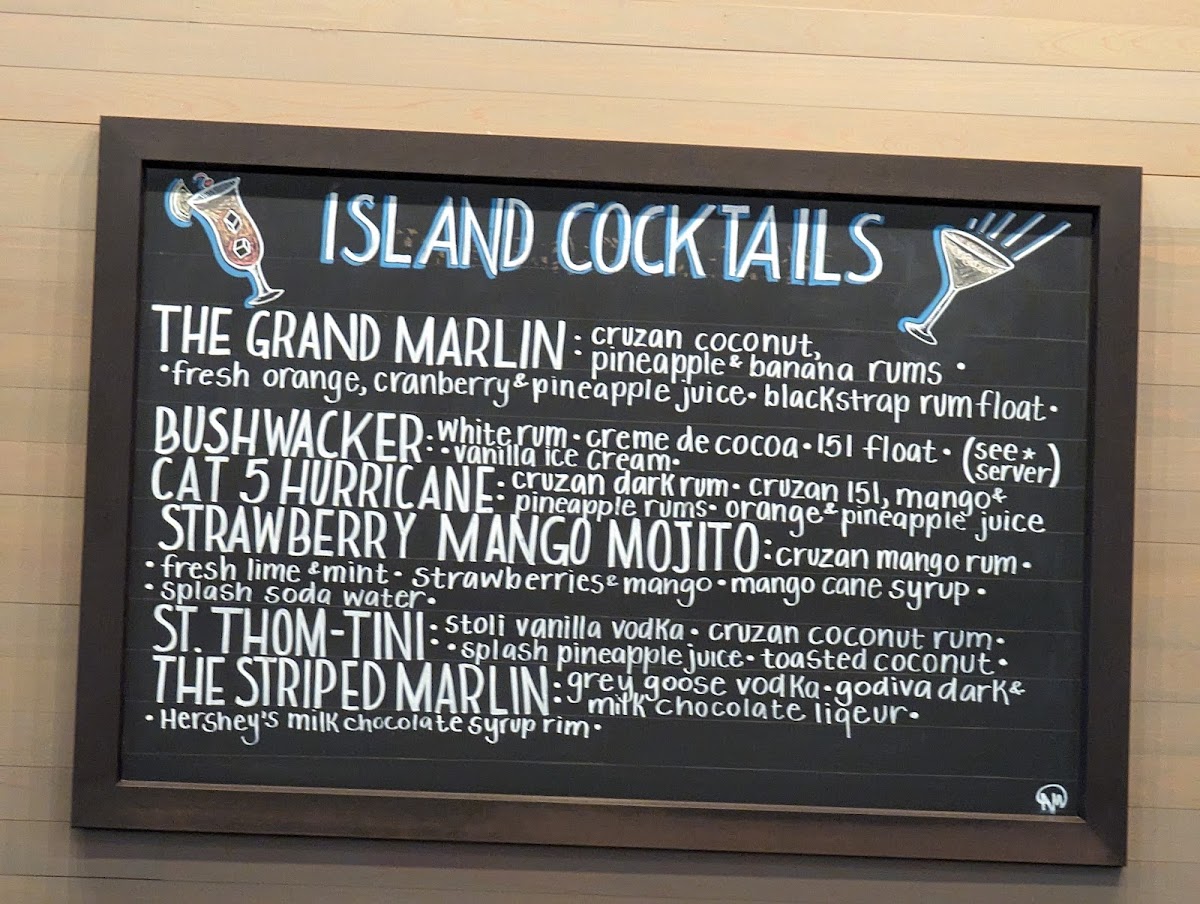 ISLAND COCKTAILS
THE GRAND MARLIN: cruzan coconut,
pineapple & banana rums •
•fresh orange, cranberry & pineapple juice• blackstrap rum float•
BUSHWACKER: white rum • creme de cocoa • 151 float • (see*
•vanilla ice cream• server)
CAT 5 HURRICANE: cruzan dark rum • cruzan 151, mango &
pineapple rums• orange & pineapple juice
STRAWBERRY MANGO MOJITO: cruzan mango rum •
• fresh lime & mint • strawberries & mango • mango cane syrup •
• splash soda water •
ST. THOM-TINI: stoli vanilla vodka • cruzan coconut rum •
•splash pineapple juice• toasted coconut •
THE STRIPED MARLIN: grey goose vodka • godiva dark &
milk chocolate liqeur •
• Hershey's milk chocolate syrup rim •